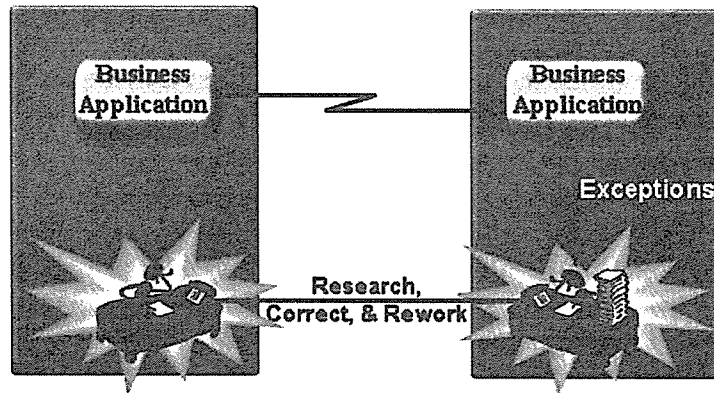 Business
Application
Business
Application
Exceptions
Research,
Correct, & Rework